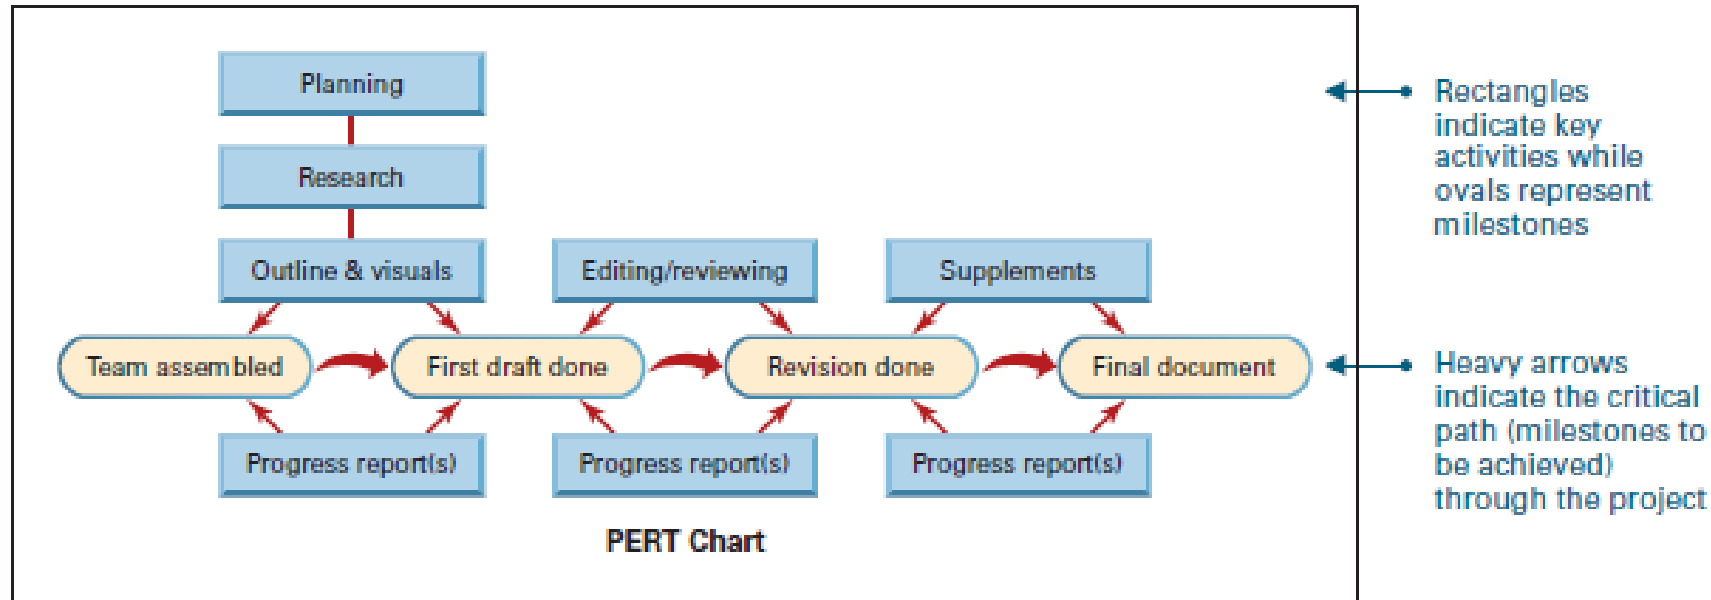 Planning
Research
Outline & visuals
Editing/reviewing
Supplements
Team assembled
First draft done
Revision done
Final document
Progress report(s)
Progress report(s)
Progress report(s)
PERT Chart
Rectangles
indicate key
activities while
ovals represent
milestones
Heavy arrows
indicate the critical
path (milestones to
be achieved)
through the project